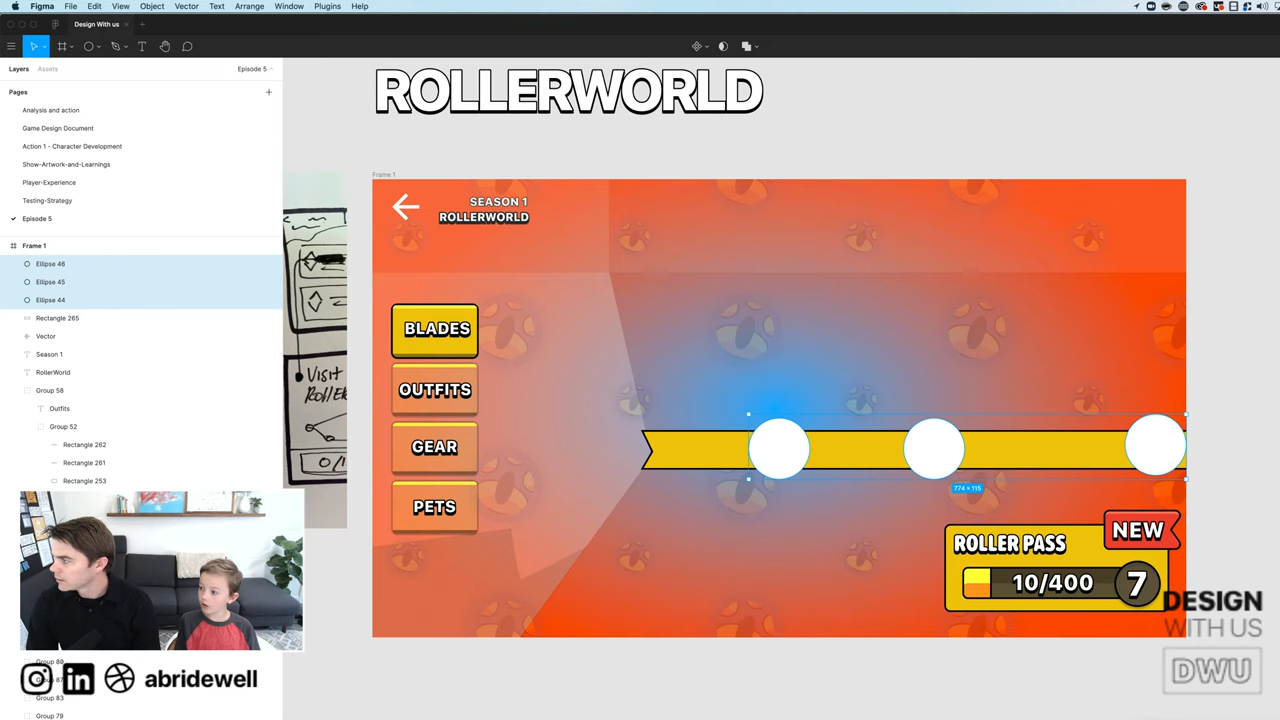 Figma File Edit View Object Vector Text Arrange Window Plugins Help
Design With us
Layers Assets Episode 5
Pages
Analysis and action
Game Design Document
Action 1 - Character Development
Show-Artwork-and-Learnings
Player-Experience
Testing-Strategy
Episode 5
Frame 1
Ellipse 46
Ellipse 45
Ellipse 44
Rectangle 265
Vector
Season 1
RollerWorld
Group 58
Outfits
Group 52
Rectangle 262
Rectangle 261
Rectangle 253
Group 80
Group 83
Group 79
abridewell
ROLLERWORLD
Frame 1
SEASON 1
ROLLERWORLD
BLADES
OUTFITS
GEAR
PETS
VISIT
774 × 115
NEW
ROLLER PASS
10/400
7
DESIGN
WITH US
DWU